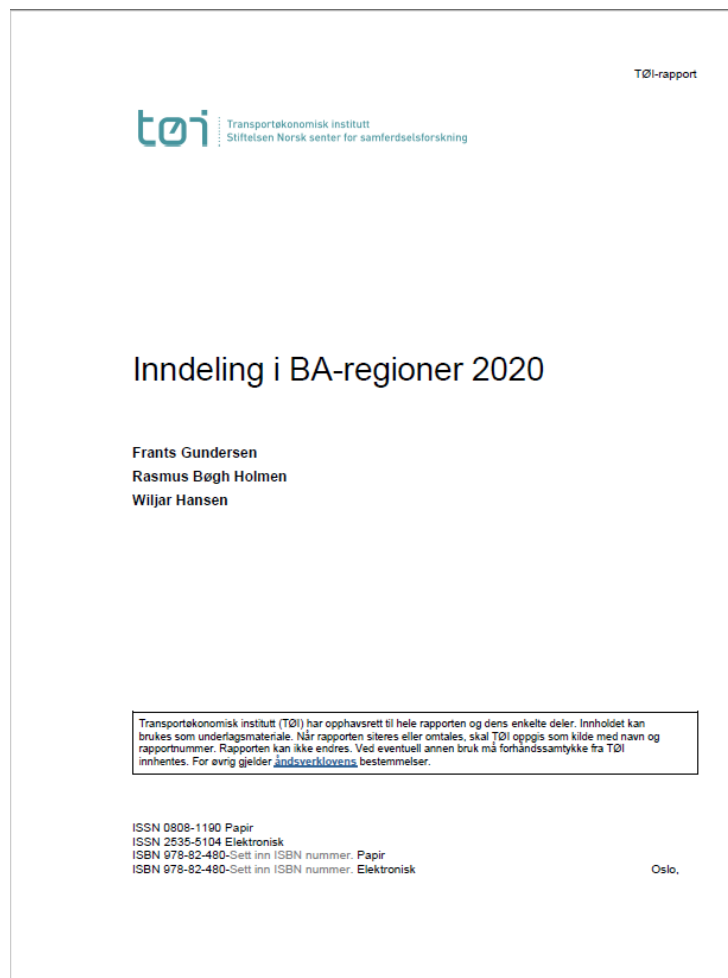 TØI-rapport
tøi
Transportøkonomisk institutt
Stiftelsen Norsk senter for samferdselsforskning
Inndeling i BA-regioner 2020
Frants Gundersen
Rasmus Bøgh Holmen
Wiljar Hansen
Transportøkonomisk institutt (TØI) har opphavsrett til hele rapporten og dens enkelte deler. Innholdet kan
brukes som underlagsmateriale. Når rapporten siteres eller omtales, skal TØI oppgis som kilde med navn og
rapportnummer. Rapporten kan ikke endres. Ved eventuell annen bruk må forhåndssamtykke fra TØI
innhentes. For øvrig gjelder åndsverklovens bestemmelser.
ISSN 0808-1190 Papir
ISSN 2535-5104 Elektronisk
ISBN 978-82-480-Sett inn ISBN nummer. Papir
ISBN 978-82-480-Sett inn ISBN nummer. Elektronisk
Oslo,